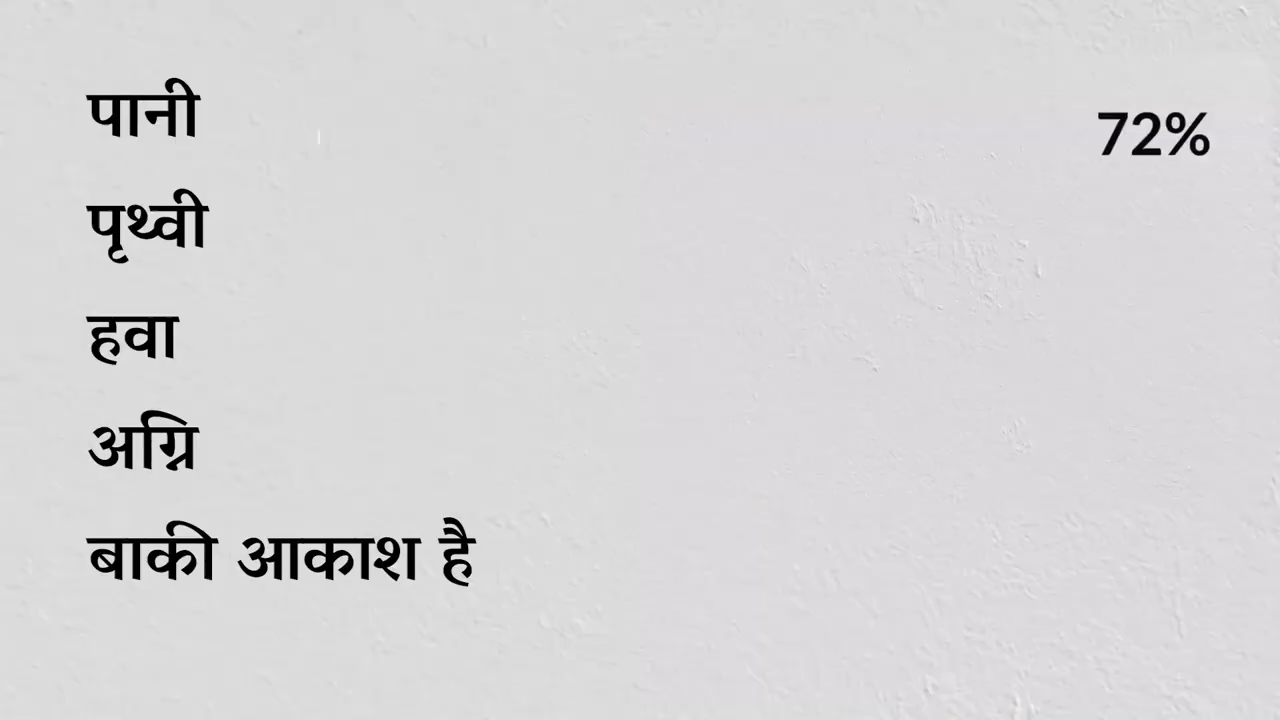 पानी 72%
पृथ्वी
हवा
अग्नि
बाकी आकाश है